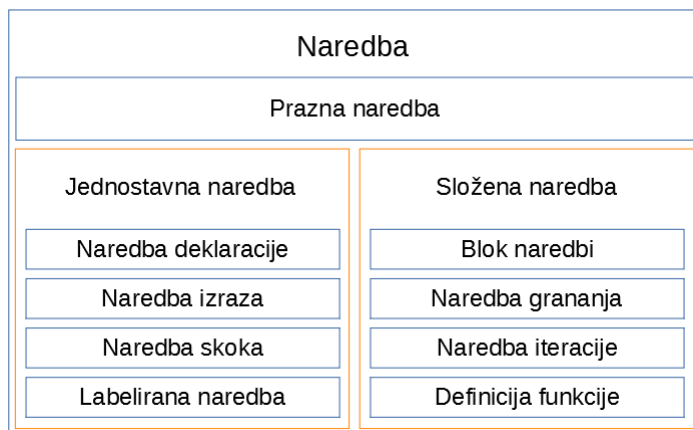 Naredba
Prazna naredba
Jednostavna naredba
Naredba deklaracije
Naredba izraza
Naredba skoka
Labelirana naredba
Složena naredba
Blok naredbi
Naredba grananja
Naredba iteracije
Definicija funkcije